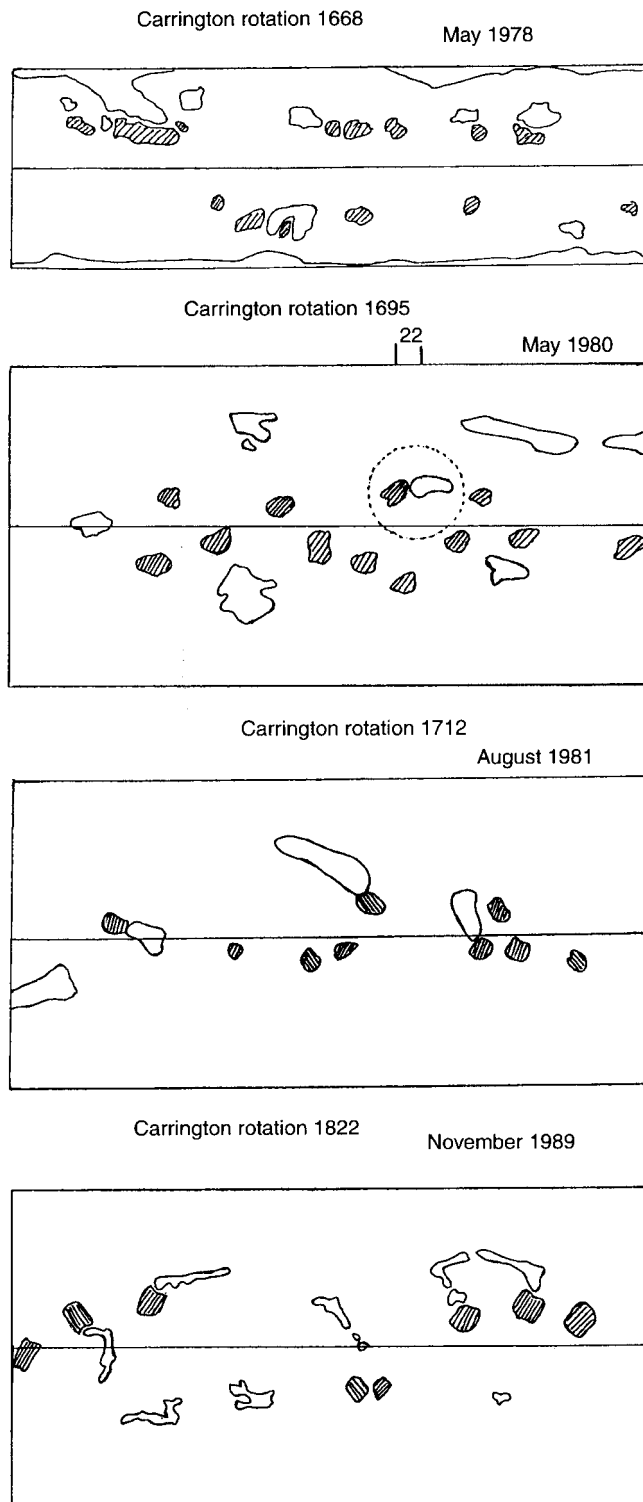 Carrington rotation 1668
May 1978
Carrington rotation 1695
22
May 1980
Carrington rotation 1712
August 1981
Carrington rotation 1822
November 1989